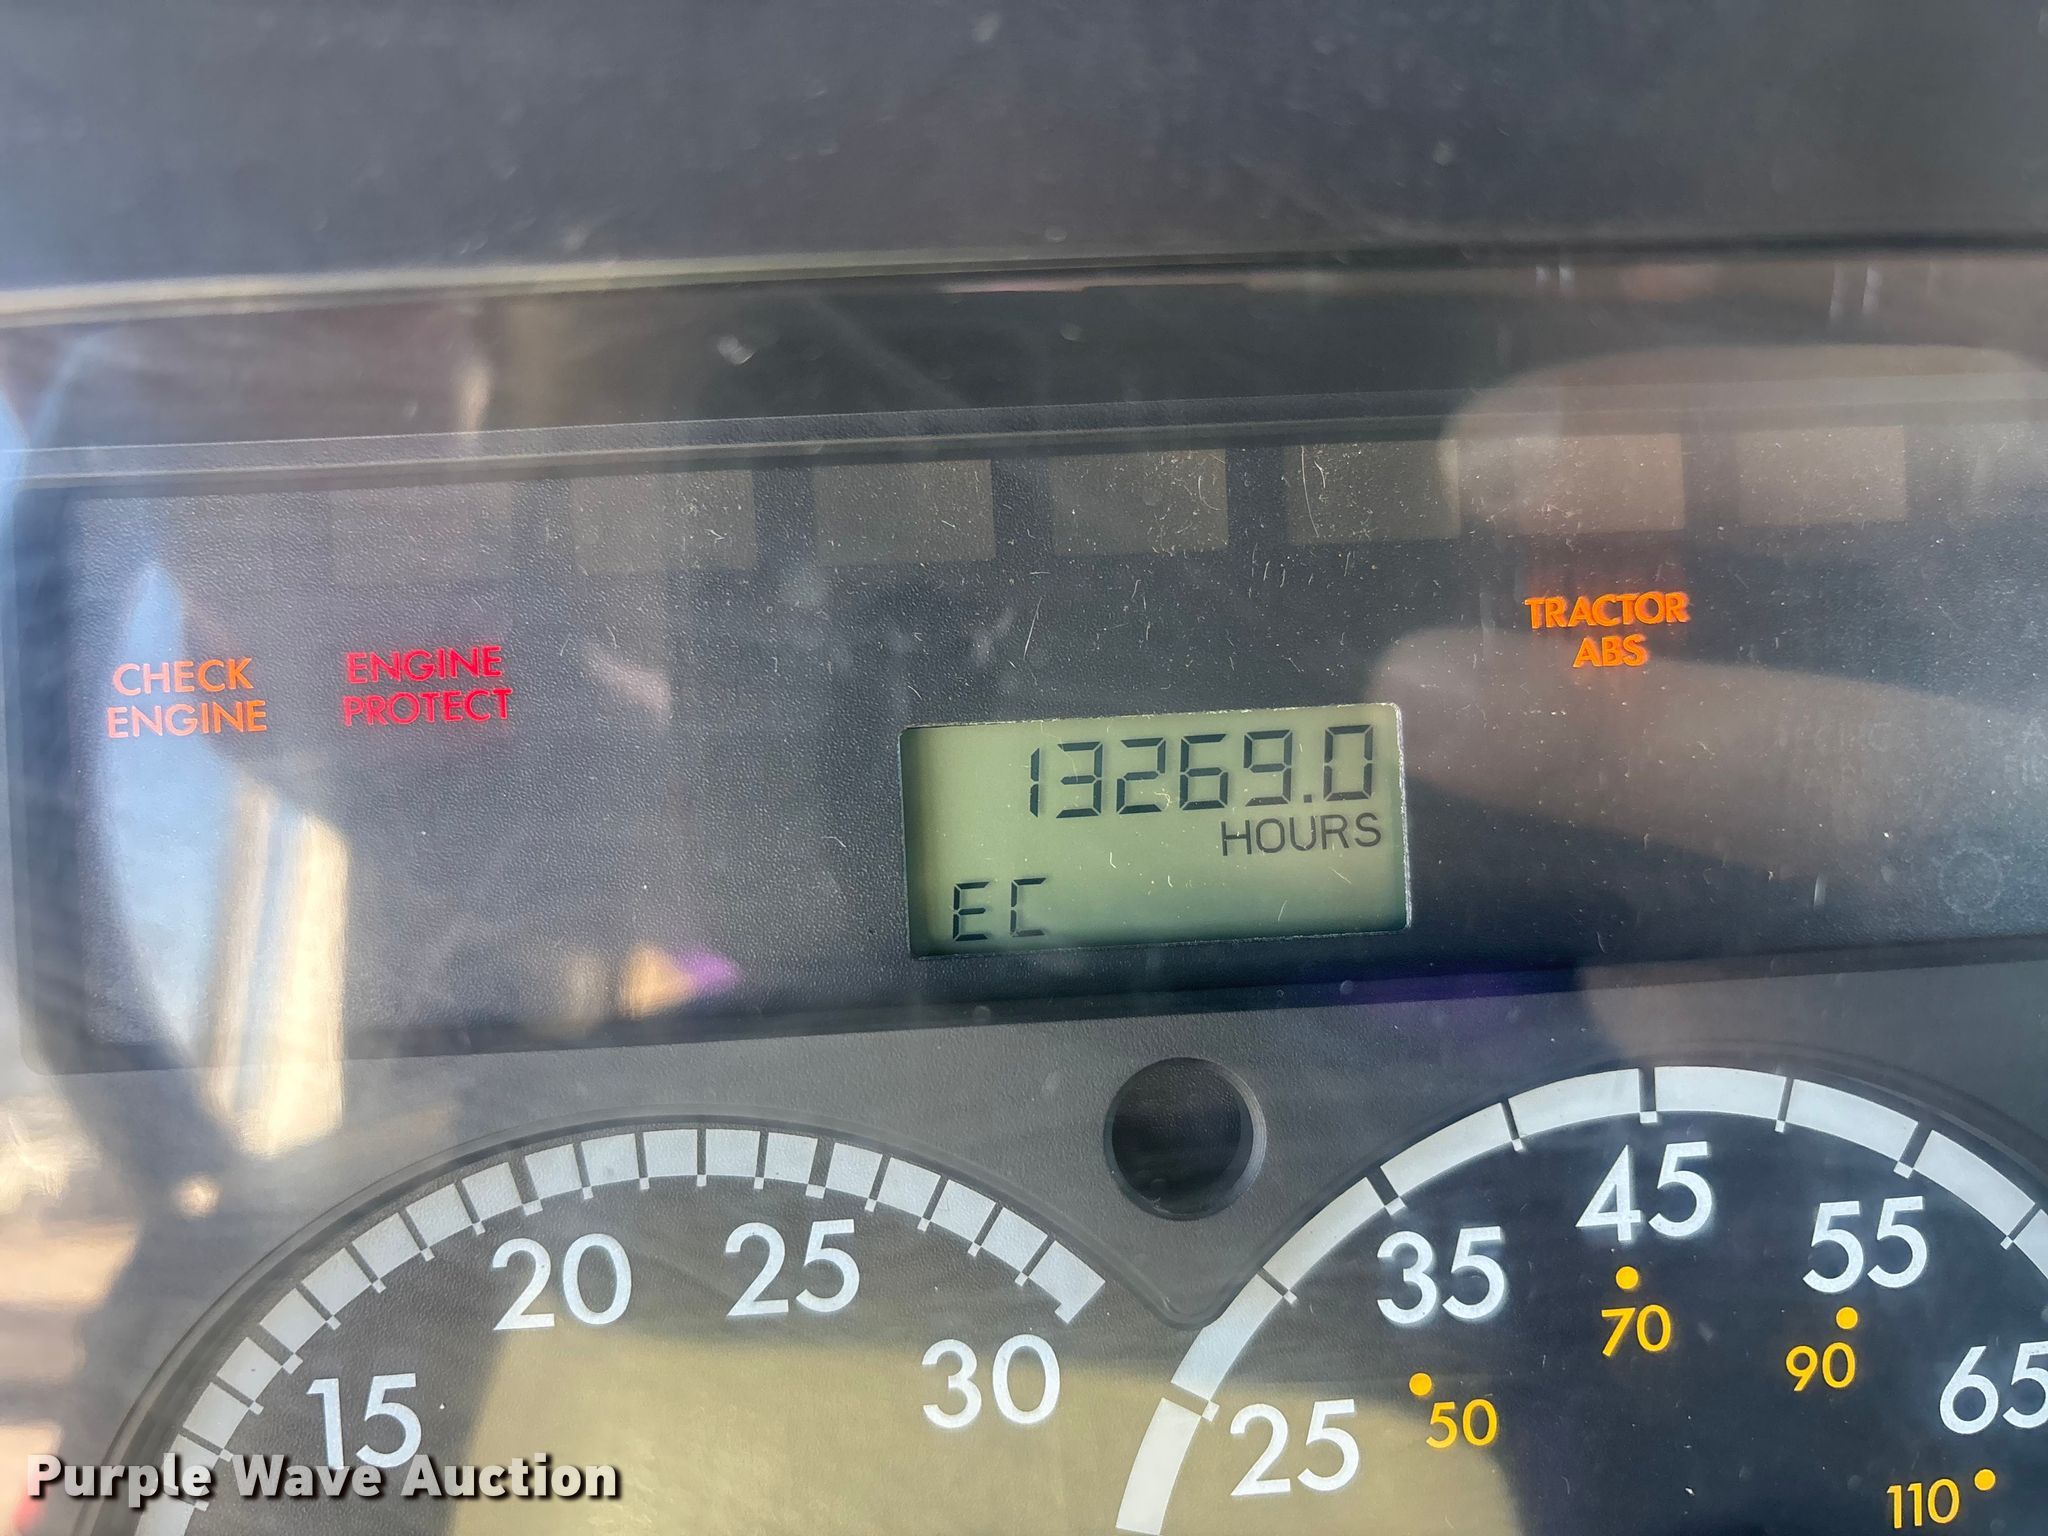 TRACTOR
ABS
CHECK
ENGINE
ENGINE
PROTECT
13269.0
HOURS
EC
15
20
25
30
25
35
45
55
65
50
70
90
110
Purple Wave Auction